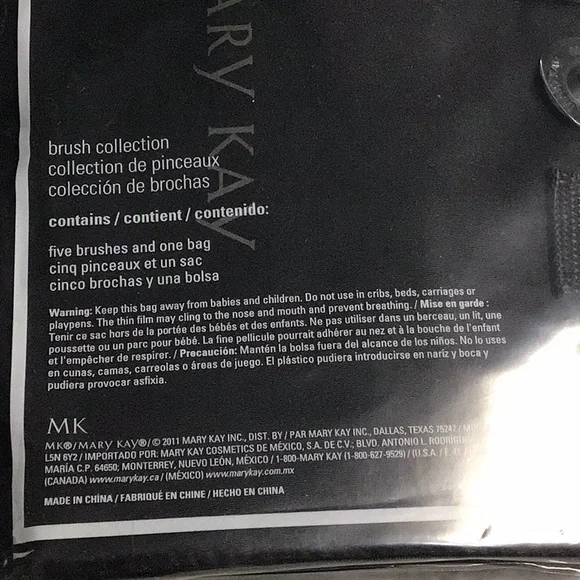 MARY KAY
brush collection
collection de pinceaux
colección de brochas
contains / contient / contenido:
five brushes and one bag
cinq pinceaux et un sac
cinco brochas y una bolsa
Warning: Keep this bag away from babies and children. Do not use in cribs, beds, carriages or
playpens. The thin film may cling to the nose and mouth and prevent breathing. / Mise en garde :
Tenir ce sac hors de la portée des bébés et des enfants. Ne pas utiliser dans un berceau, un lit, une
poussette ou un parc pour bébé. La fine pellicule pourrait adhérer au nez et à la bouche de l'enfant
et l'empêcher de respirer. / Precaución: Mantén la bolsa fuera del alcance de los niños. No lo uses
en cunas, camas, carreolas o áreas de juego. El plástico pudiera introducirse en nariz y boca y
pudiera provocar asfixia.
MK
MK®/MARY KAY®/© 2011 MARY KAY INC., DIST. BY / PAR MARY KAY INC., DALLAS, TEXAS 75247 /
L5N 6Y2 / IMPORTADO POR: MARY KAY COSMETICS DE MÉXICO, S.A. DE C.V.; BLVD. ANTONIO L.
MARÍA C.P. 64650; MONTERREY, NUEVO LEÓN, MÉXICO / 1-800-MARY KAY (1-800-627-9529) / (U.S.A. /
(CANADA) www.marykay.ca / (MÉXICO) www.marykay.com.mx
MADE IN CHINA / FABRIQUÉ EN CHINE / HECHO EN CHINA